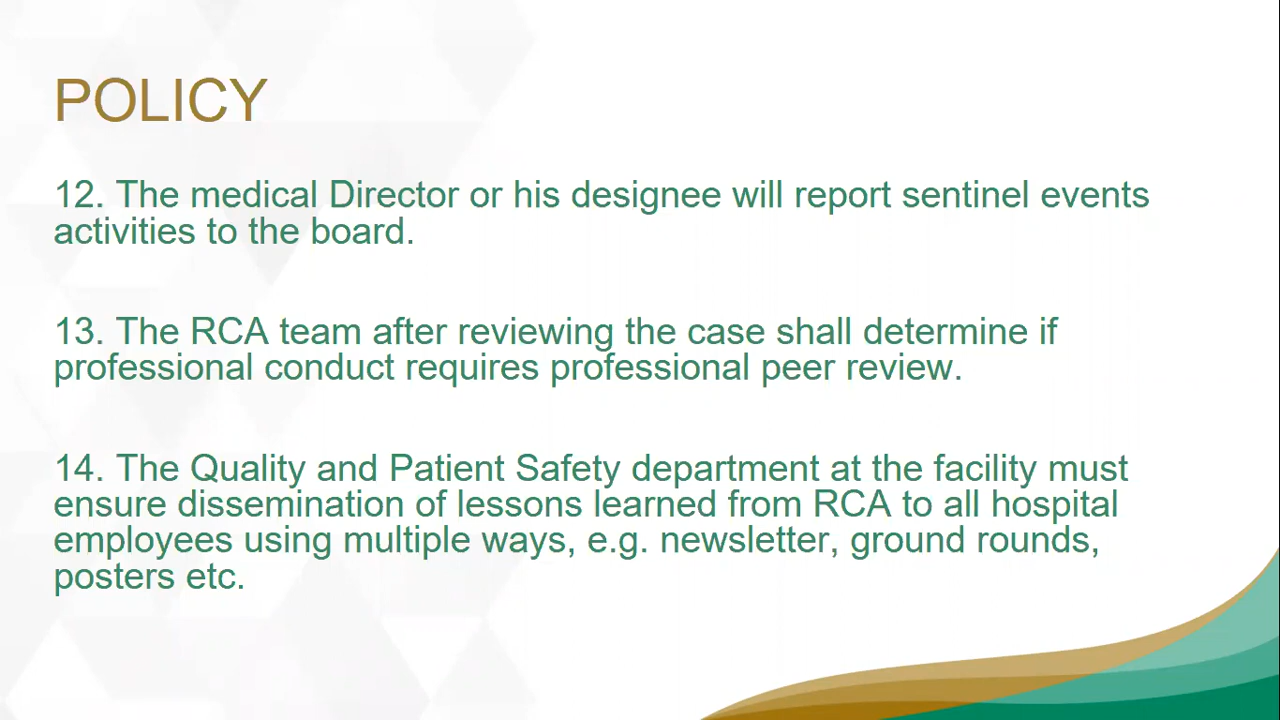 POLICY
12. The medical Director or his designee will report sentinel events
activities to the board.
13. The RCA team after reviewing the case shall determine if
professional conduct requires professional peer review.
14. The Quality and Patient Safety department at the facility must
ensure dissemination of lessons learned from RCA to all hospital
employees using multiple ways, e.g. newsletter, ground rounds,
posters etc.